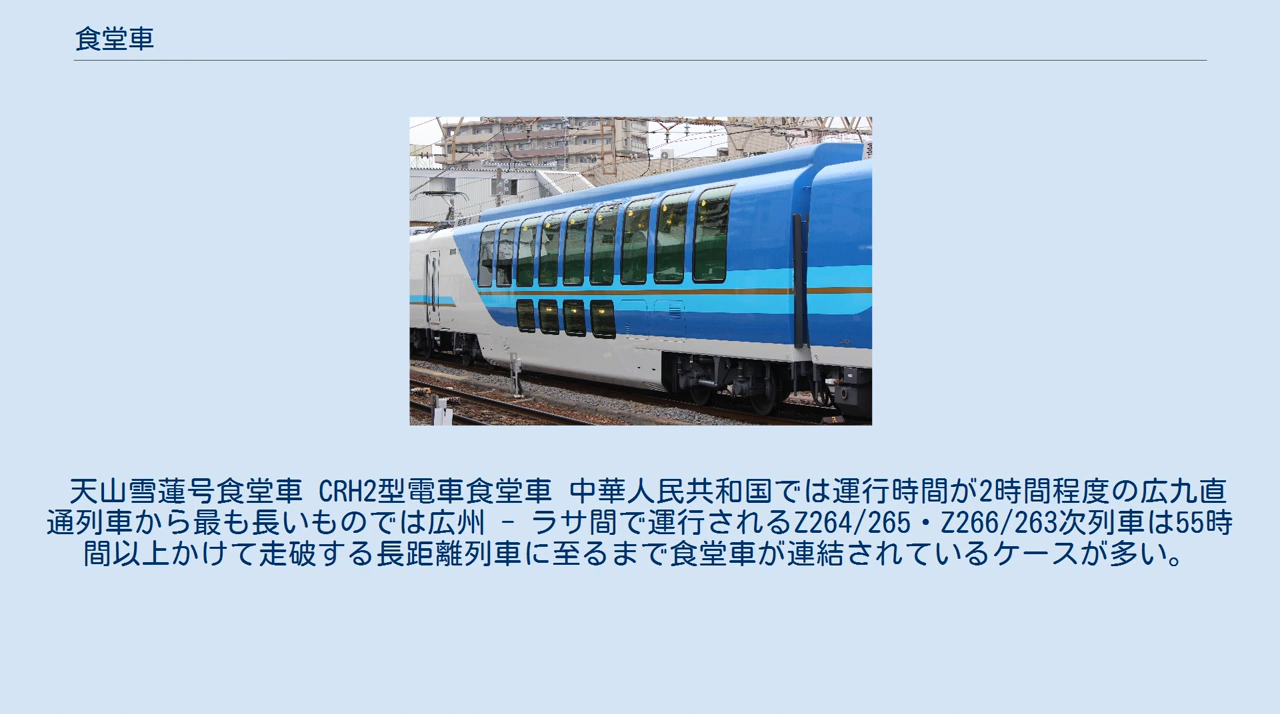 食堂車
天山雪蓮号食堂車 CRH2型電車食堂車 中華人民共和国では運行時間が2時間程度の広九直
通列車から最も長いものでは広州 - ラサ間で運行されるZ264/265・Z266/263次列車は55時
間以上かけて走破する長距離列車に至るまで食堂車が連結されているケースが多い。